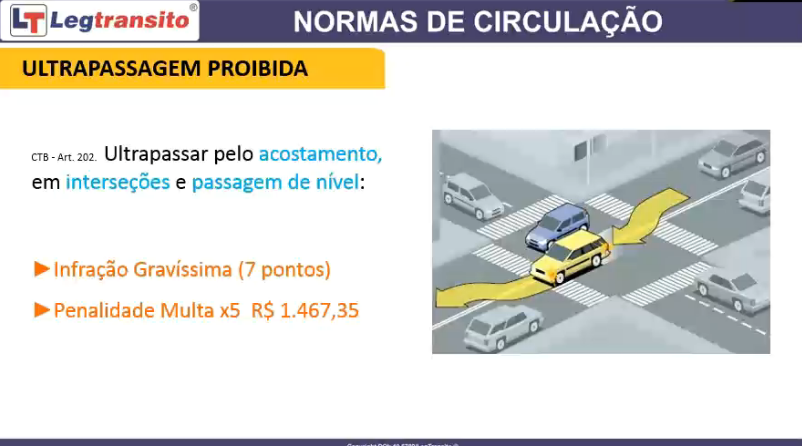 LT Legtransito®
NORMAS DE CIRCULAÇÃO
ULTRAPASSAGEM PROIBIDA
CTB - Art. 202. Ultrapassar pelo acostamento,
em interseções e passagem de nível:
►Infração Gravíssima (7 pontos)
►Penalidade Multa x5 R$ 1.467,35